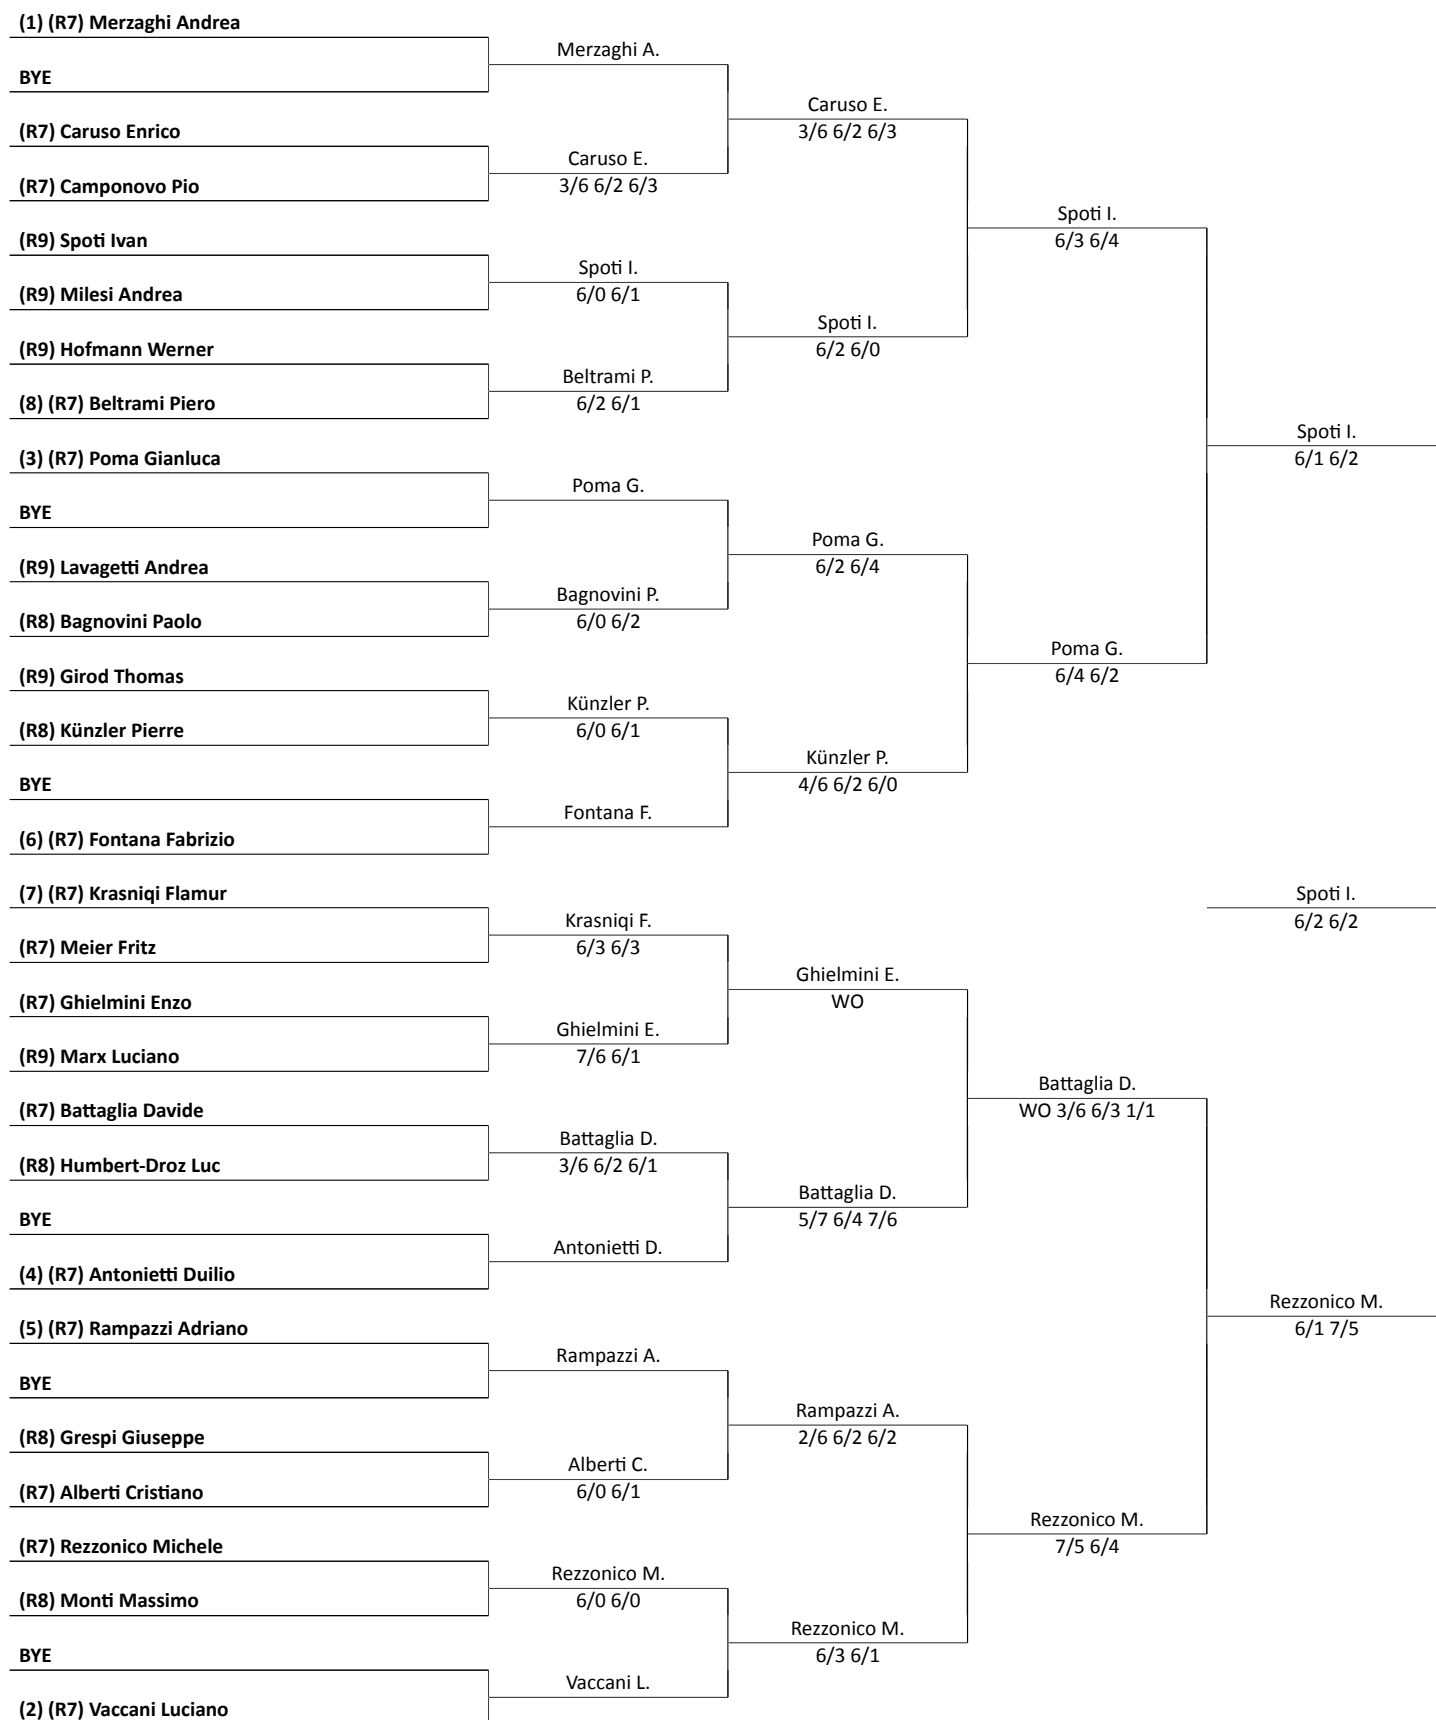 (1) (R7) Merzaghi Andrea
Merzaghi A.
BYE
Caruso E.
3/6 6/2 6/3
(R7) Caruso Enrico
Caruso E.
3/6 6/2 6/3
(R7) Camponovo Pio
Spoti I.
6/3 6/4
(R9) Spoti Ivan
Spoti I.
6/0 6/1
(R9) Milesi Andrea
Spoti I.
6/2 6/0
(R9) Hofmann Werner
Beltrami P.
6/2 6/1
(8) (R7) Beltrami Piero
Spoti I.
6/1 6/2
(3) (R7) Poma Gianluca
Poma G.
BYE
Poma G.
6/2 6/4
(R9) Lavagetti Andrea
Bagnovini P.
6/0 6/2
(R8) Bagnovini Paolo
Poma G.
6/4 6/2
(R9) Girod Thomas
Künzler P.
6/0 6/1
(R8) Künzler Pierre
Künzler P.
4/6 6/2 6/0
BYE
Fontana F.
(6) (R7) Fontana Fabrizio
(7) (R7) Krasniqi Flamur
Spoti I.
6/2 6/2
Krasniqi F.
6/3 6/3
(R7) Meier Fritz
Ghielmini E.
WO
(R7) Ghielmini Enzo
Ghielmini E.
7/6 6/1
(R9) Marx Luciano
Battaglia D.
WO 3/6 6/3 1/1
(R7) Battaglia Davide
Battaglia D.
3/6 6/2 6/1
(R8) Humbert-Droz Luc
Battaglia D.
5/7 6/4 7/6
BYE
Antonietti D.
(4) (R7) Antonietti Duilio
Rezzonico M.
6/1 7/5
(5) (R7) Rampazzi Adriano
Rampazzi A.
BYE
Rampazzi A.
2/6 6/2 6/2
(R8) Grespi Giuseppe
Alberti C.
6/0 6/1
(R7) Alberti Cristiano
Rezzonico M.
7/5 6/4
(R7) Rezzonico Michele
Rezzonico M.
6/0 6/0
(R8) Monti Massimo
Rezzonico M.
6/3 6/1
BYE
Vaccani L.
(2) (R7) Vaccani Luciano